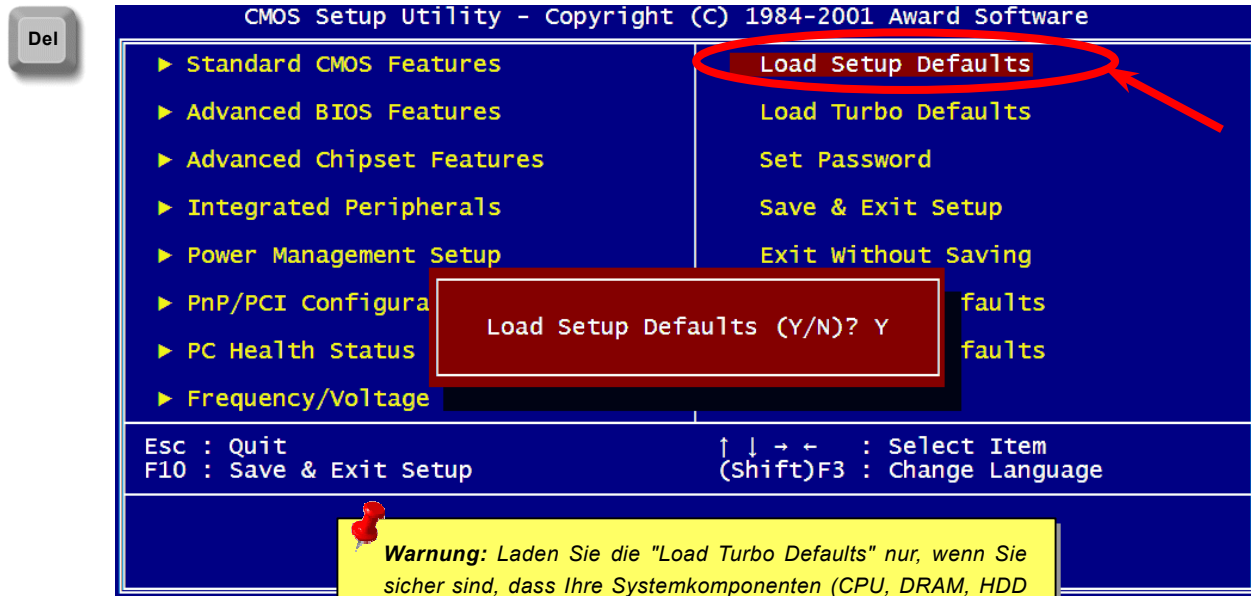 Del
CMOS Setup Utility - Copyright (C) 1984-2001 Award Software
► Standard CMOS Features
► Advanced BIOS Features
► Advanced Chipset Features
► Integrated Peripherals
► Power Management Setup
► PnP/PCI Configura
► PC Health Status
► Frequency/Voltage
Load Setup Defaults
Load Turbo Defaults
Set Password
Save & Exit Setup
Exit Without Saving
faults
faults
Load Setup Defaults (Y/N)? Y
Esc : Quit
F10 : Save & Exit Setup
↑ ↓ → ← : Select Item
(Shift)F3 : Change Language
Warnung: Laden Sie die "Load Turbo Defaults" nur, wenn Sie
sicher sind, dass Ihre Systemkomponenten (CPU, DRAM, HDD